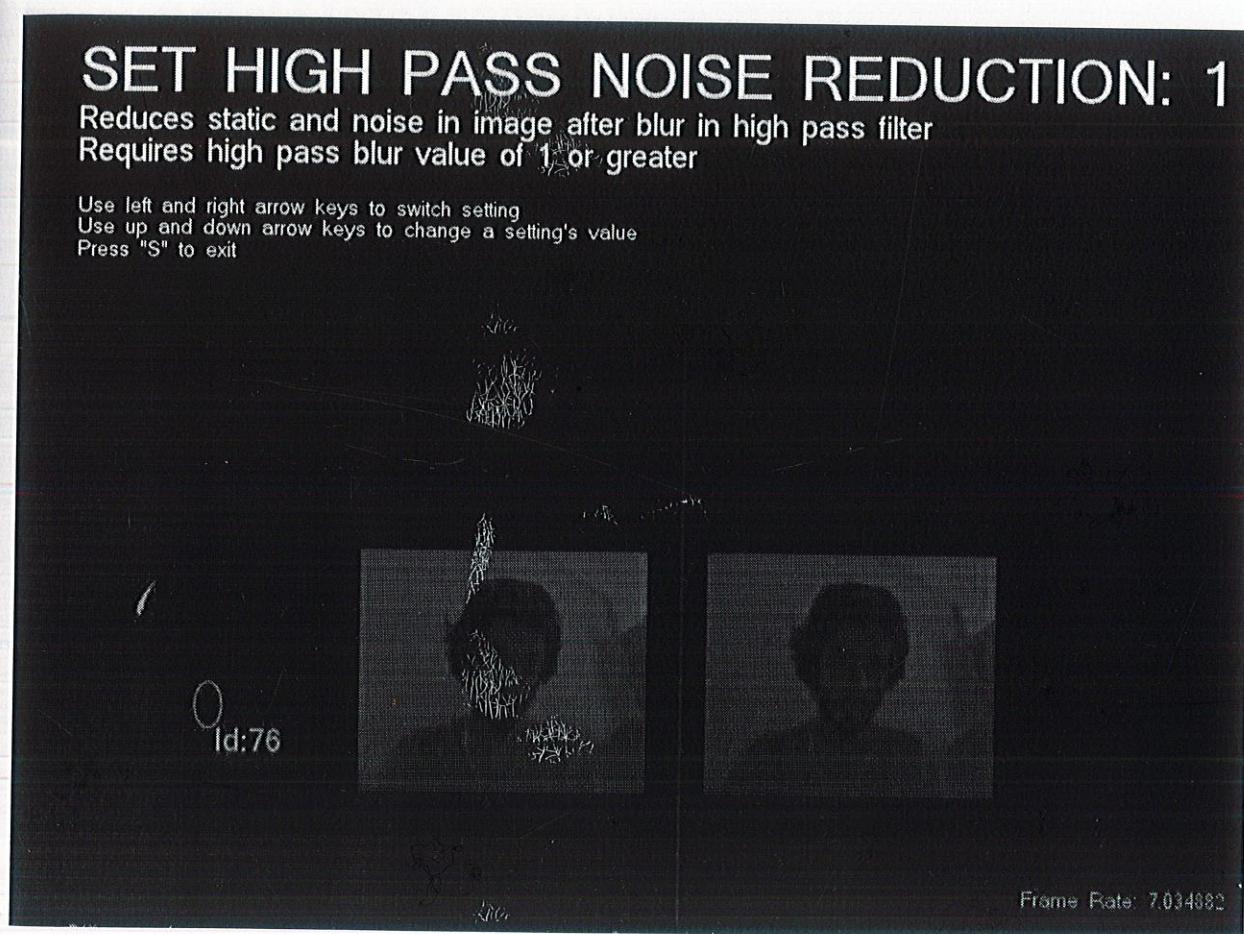 SET HIGH PASS NOISE REDUCTION: 1
Reduces static and noise in image after blur in high pass filter
Requires high pass blur value of 1 or greater
Use left and right arrow keys to switch setting
Use up and down arrow keys to change a setting's value
Press "S" to exit
Id:76
Frame Rate: 7.034882